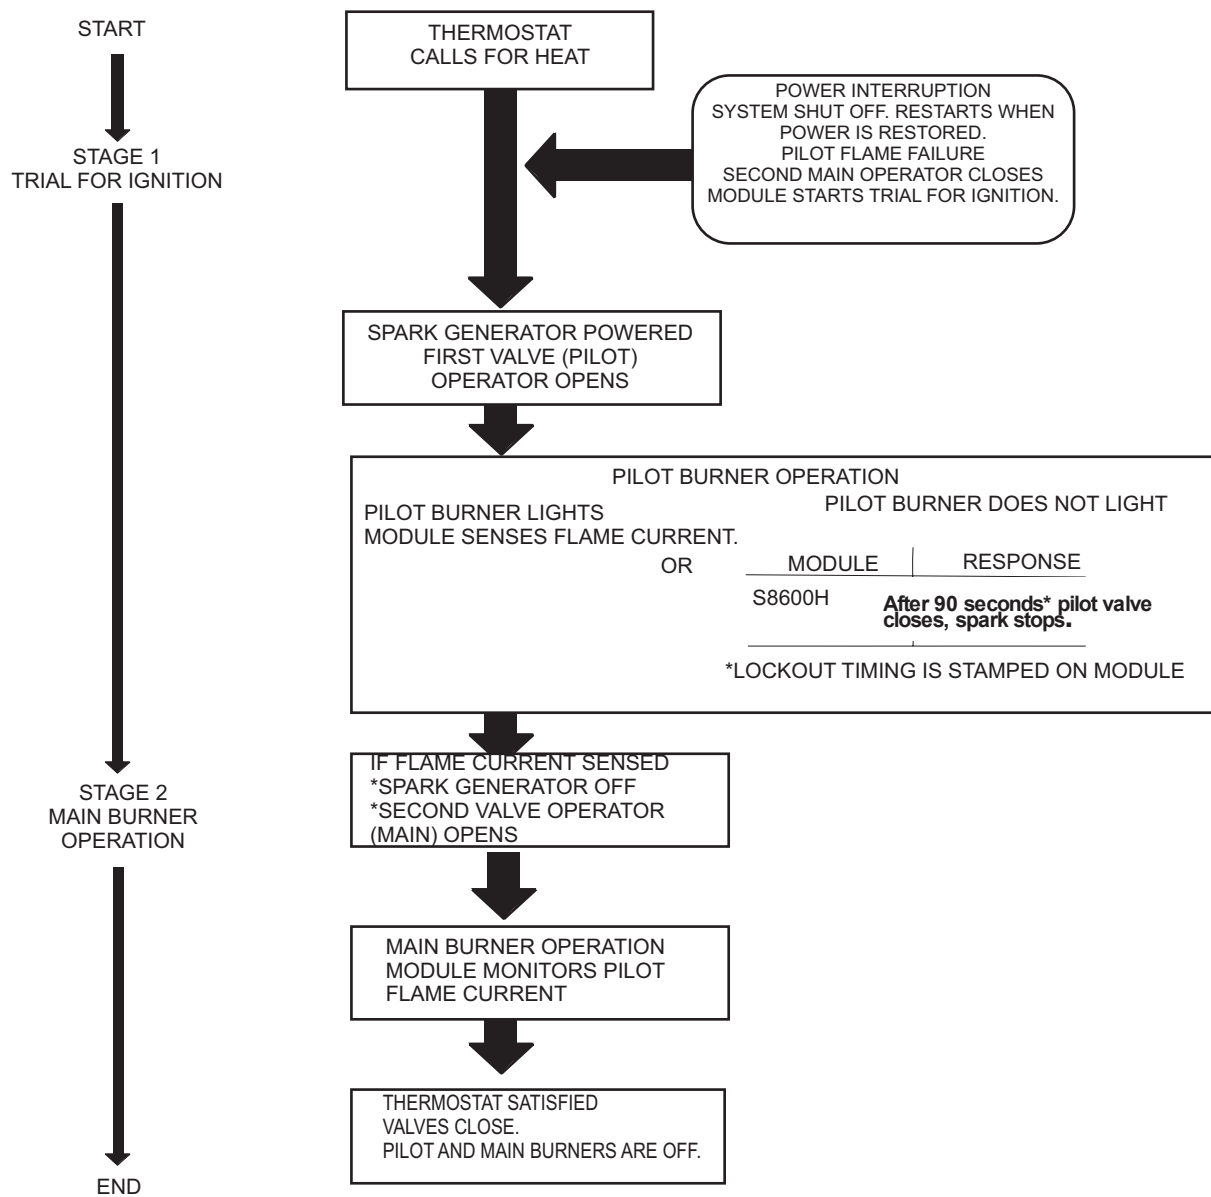 START
THERMOSTAT
CALLS FOR HEAT
POWER INTERRUPTION
SYSTEM SHUT OFF. RESTARTS WHEN
POWER IS RESTORED.
PILOT FLAME FAILURE
SECOND MAIN OPERATOR CLOSES
MODULE STARTS TRIAL FOR IGNITION.
STAGE 1
TRIAL FOR IGNITION
SPARK GENERATOR POWERED
FIRST VALVE (PILOT)
OPERATOR OPENS
PILOT BURNER OPERATION
PILOT BURNER LIGHTS
MODULE SENSES FLAME CURRENT.
OR
PILOT BURNER DOES NOT LIGHT
MODULE RESPONSE
S8600H After 90 seconds* pilot valve
closes, spark stops.
*LOCKOUT TIMING IS STAMPED ON MODULE
IF FLAME CURRENT SENSED
*SPARK GENERATOR OFF
*SECOND VALVE OPERATOR
(MAIN) OPENS
STAGE 2
MAIN BURNER
OPERATION
MAIN BURNER OPERATION
MODULE MONITORS PILOT
FLAME CURRENT
THERMOSTAT SATISFIED
VALVES CLOSE.
PILOT AND MAIN BURNERS ARE OFF.
END